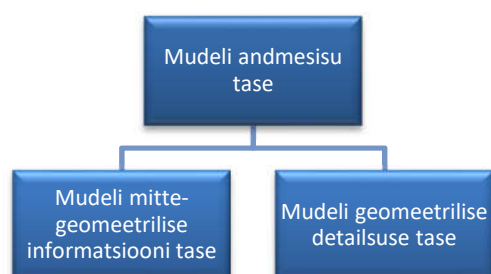 Mudeli andmesisu
tase
Mudeli mitte-
geomeetrilise
informatsiooni tase
Mudeli geomeetrilise
detailsuse tase